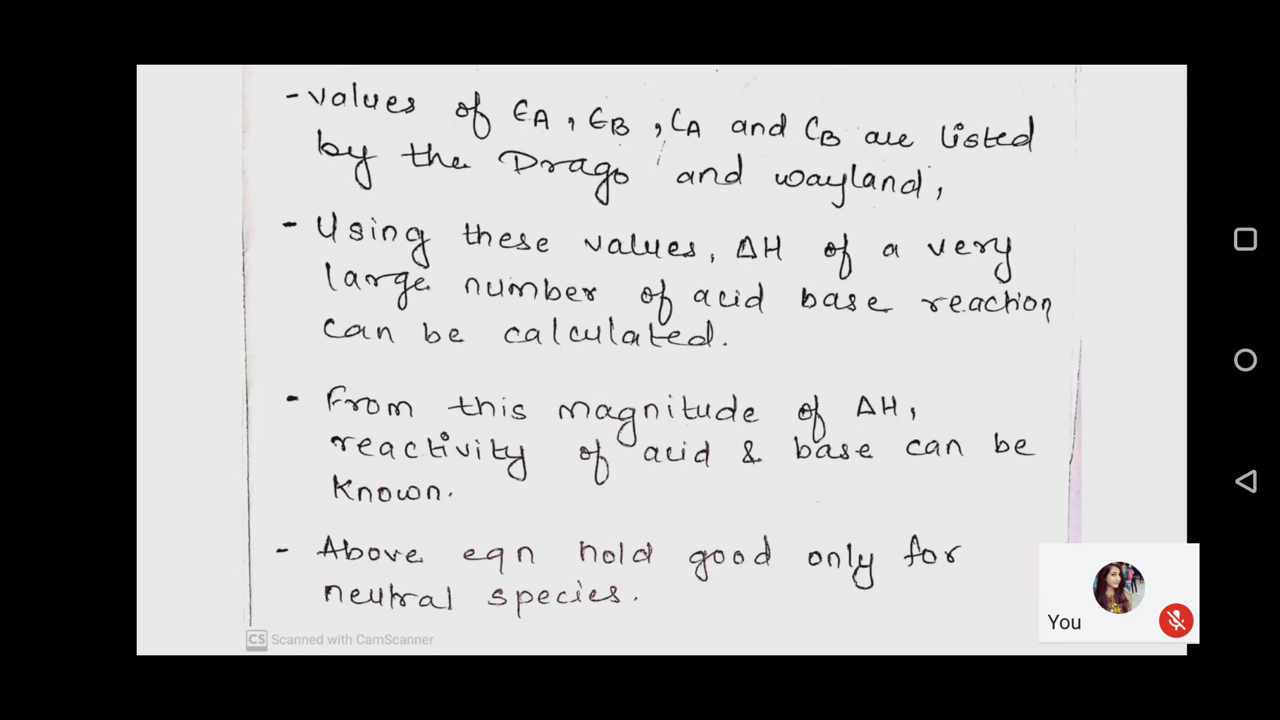 - values of EA, EB, CA and CB are listed
by the Drago and wayland,
- Using these values, ΔH of a very
large number of acid base reaction
can be calculated.
- From this magnitude of ΔH,
reactivity of acid & base can be
known.
- Above eqn hold good only for
neutral species.
You
CS Scanned with CamScanner